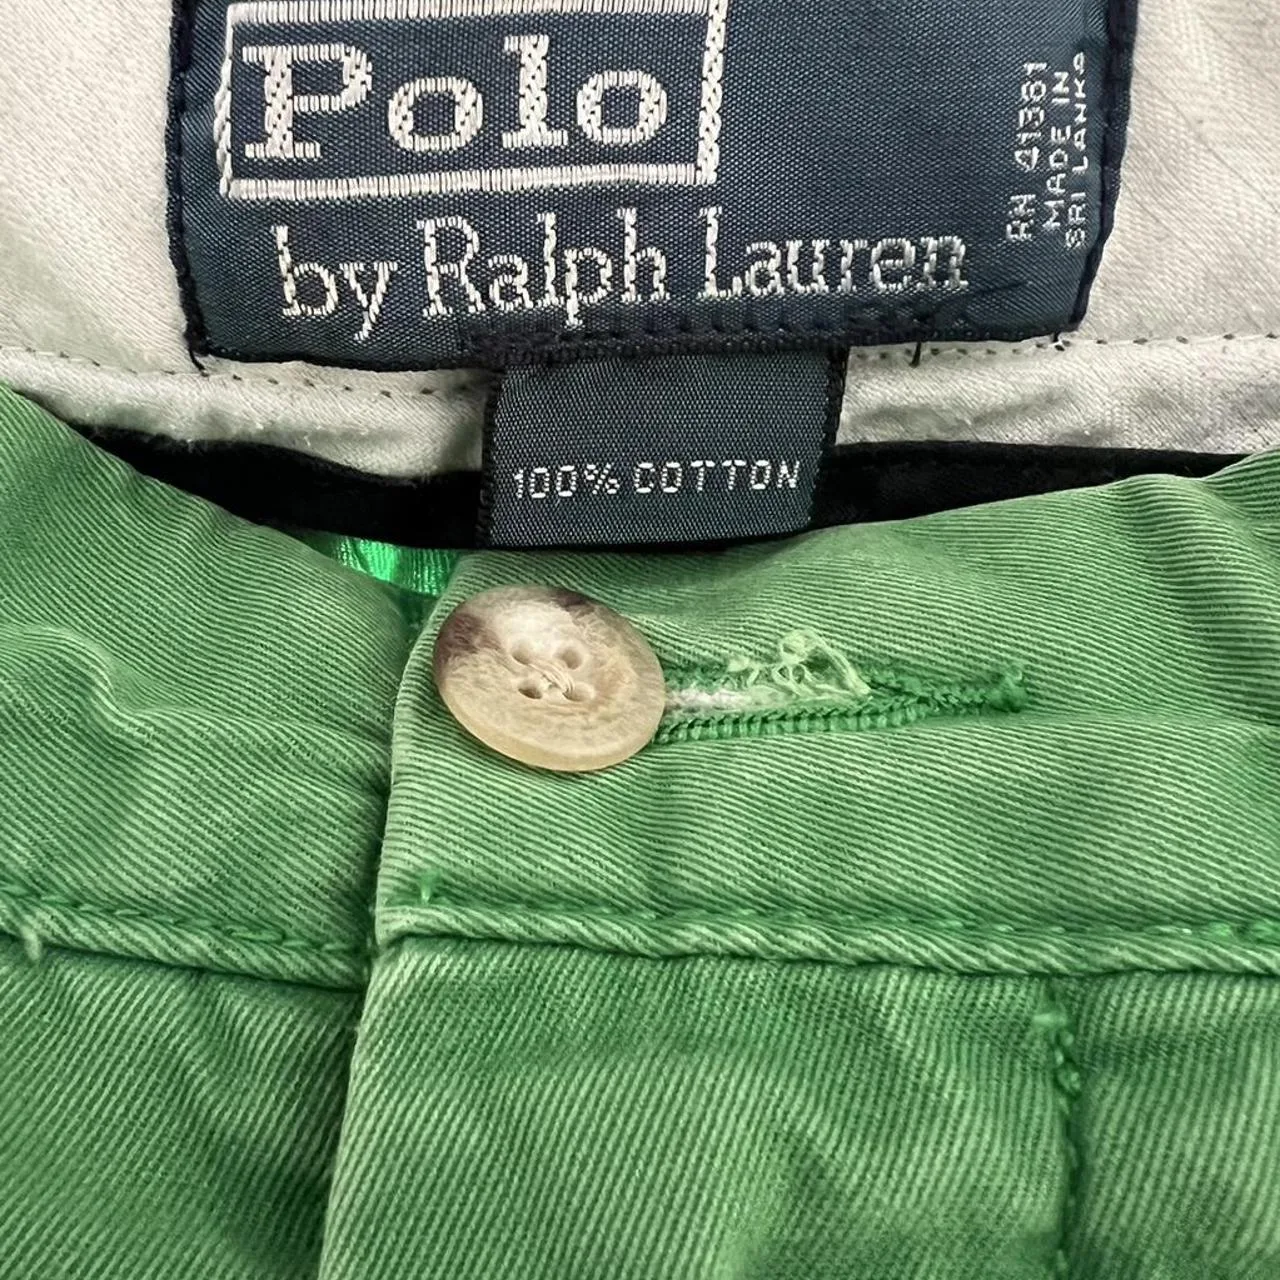 Polo
by Ralph Lauren
RN 41381
MADE IN
SRI LANKA
100% COTTON